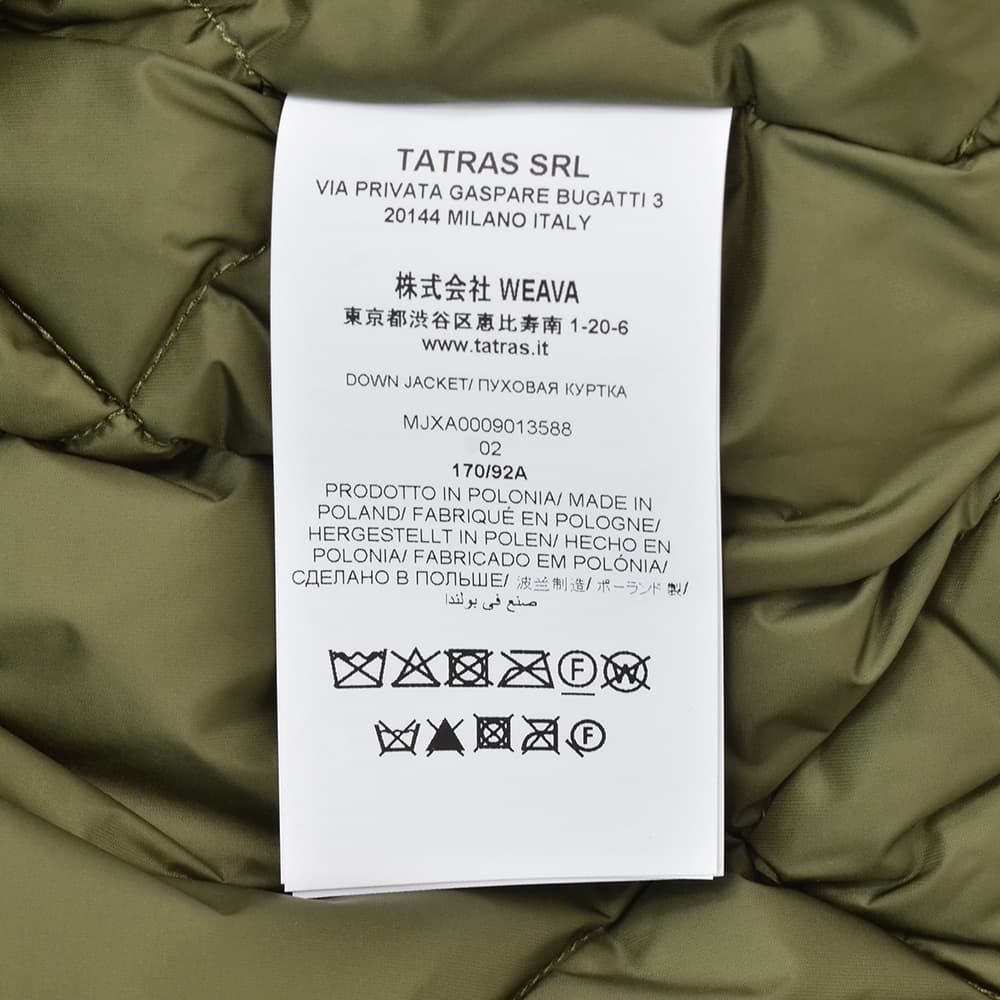 TATRAS SRL
VIA PRIVATA GASPARE BUGATTI 3
20144 MILANO ITALY
株式会社 WEAVA
東京都渋谷区恵比寿南 1-20-6
www.tatras.it
DOWN JACKET/ ПУХОВАЯ КУРТКА
MJXA0009013588
02
170/92A
PRODOTTO IN POLONIA/ MADE IN
POLAND/ FABRIQUÉ EN POLOGNE/
HERGESTELLT IN POLEN/ HECHO EN
POLONIA/ FABRICADO EM POLÓNIA/
СДЕЛАНО В ПОЛЬШЕ/ 波兰制造/ ポーランド 製/
صنع في بولندا
F W
F